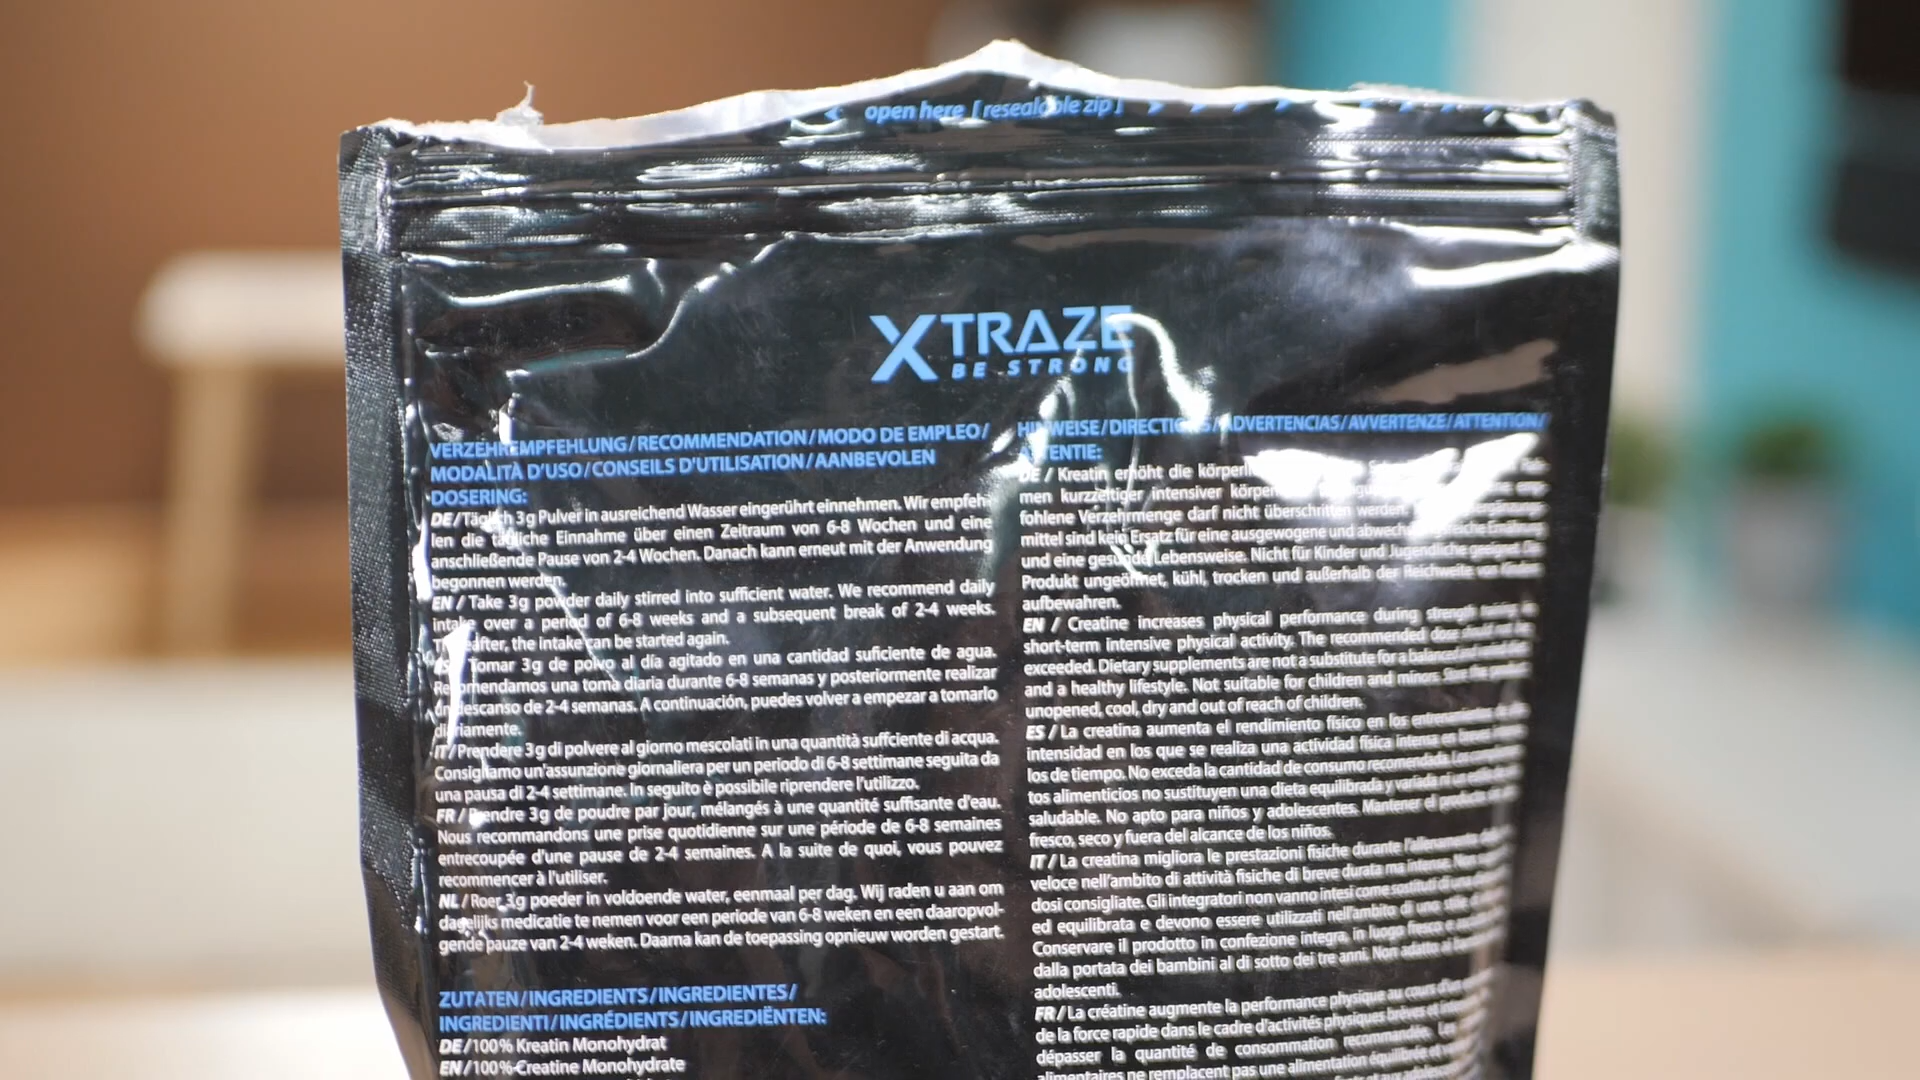 open here [ resealable zip ]
XTRAZE
BE STRONG
VERZEHREMPFEHLUNG / RECOMMENDATION / MODO DE EMPLEO /
MODALITÀ D'USO / CONSEILS D'UTILISATION / AANBEVOLEN
DOSERING:
DE / Täglich 3g Pulver in ausreichend Wasser eingerührt einnehmen. Wir empfeh-
len die tägliche Einnahme über einen Zeitraum von 6-8 Wochen und eine
anschließende Pause von 2-4 Wochen. Danach kann erneut mit der Anwendung
begonnen werden.
EN / Take 3g powder daily stirred into sufficient water. We recommend daily
intake over a period of 6-8 weeks and a subsequent break of 2-4 weeks.
Thereafter, the intake can be started again.
Tomar 3g de polvo al día agitado en una cantidad suficiente de agua.
Recomendamos una toma diaria durante 6-8 semanas y posteriormente realizar
un descanso de 2-4 semanas. A continuación, puedes volver a empezar a tomarlo
diariamente.
IT / Prendere 3g di polvere al giorno mescolati in una quantità suffciente di acqua.
Consigliamo un'assunzione giornaliera per un periodo di 6-8 settimane seguita da
una pausa di 2-4 settimane. In seguito è possibile riprendere l'utilizzo.
FR / Prendre 3g de poudre par jour, mélangés à une quantité suffisante d'eau.
Nous recommandons une prise quotidienne sur une période de 6-8 semaines
entrecoupée d'une pause de 2-4 semaines. A la suite de quoi, vous pouvez
recommencer à l'utiliser.
NL / Roer 3g poeder in voldoende water, eenmaal per dag. Wij raden u aan om
dagelijks medicatie te nemen voor een periode van 6-8 weken en een daaropvol-
gende pauze van 2-4 weken. Daarna kan de toepassing opnieuw worden gestart.
ZUTATEN / INGREDIENTS / INGREDIENTES /
INGREDIENTI / INGRÉDIENTS / INGREDIËNTEN:
DE / 100% Kreatin Monohydrat
EN / 100% Creatine Monohydrate
HINWEISE / DIRECTIONS / ADVERTENCIAS / AVVERTENZE / ATTENTION /
ATTENTIE:
DE / Kreatin erhöht die
men kurzzeitiger intensiver
fohlene Verzehrmenge darf nicht überschritten werden.
mittel sind kein Ersatz für eine ausgewogene und abwechslungsreiche Ernährung
und eine gesunde Lebensweise. Nicht für Kinder und Jugendliche geeignet.
Produkt ungeöffnet, kühl, trocken und außerhalb der Reichweite von Kindern
aufbewahren.
EN / Creatine increases physical performance during strength training in
short-term intensive physical activity. The recommended dose should not be
exceeded. Dietary supplements are not a substitute for a balanced and
and a healthy lifestyle. Not suitable for children and minors. Store the product
unopened, cool, dry and out of reach of children.
ES / La creatina aumenta el rendimiento físico en los
intensidad en los que se realiza una actividad física intensa en
los de tiempo. No exceda la cantidad de consumo recomendada. Los
tos alimenticios no sustituyen una dieta equilibrada y variada ni un
saludable. No apto para niños y adolescentes. Mantener el producto
fresco, seco y fuera del alcance de los niños.
IT / La creatina migliora le prestazioni fisiche durante l'allenamento
veloce nell'ambito di attività fisiche di breve durata ma intense. Non
dosi consigliate. Gli integratori non vanno intesi come sostituti di una
ed equilibrata e devono essere utilizzati nell'ambito di uno stile
Conservare il prodotto in confezione integra, in luogo fresco e
dalla portata dei bambini al di sotto dei tre anni. Non adatto ai
adolescenti.
FR / La créatine augmente la performance physique au cours d'un
de la force rapide dans le cadre d'activités physiques brèves et
dépasser la quantité de consommation recommandée. Les
alimentaires ne remplacent pas une alimentation équilibrée et